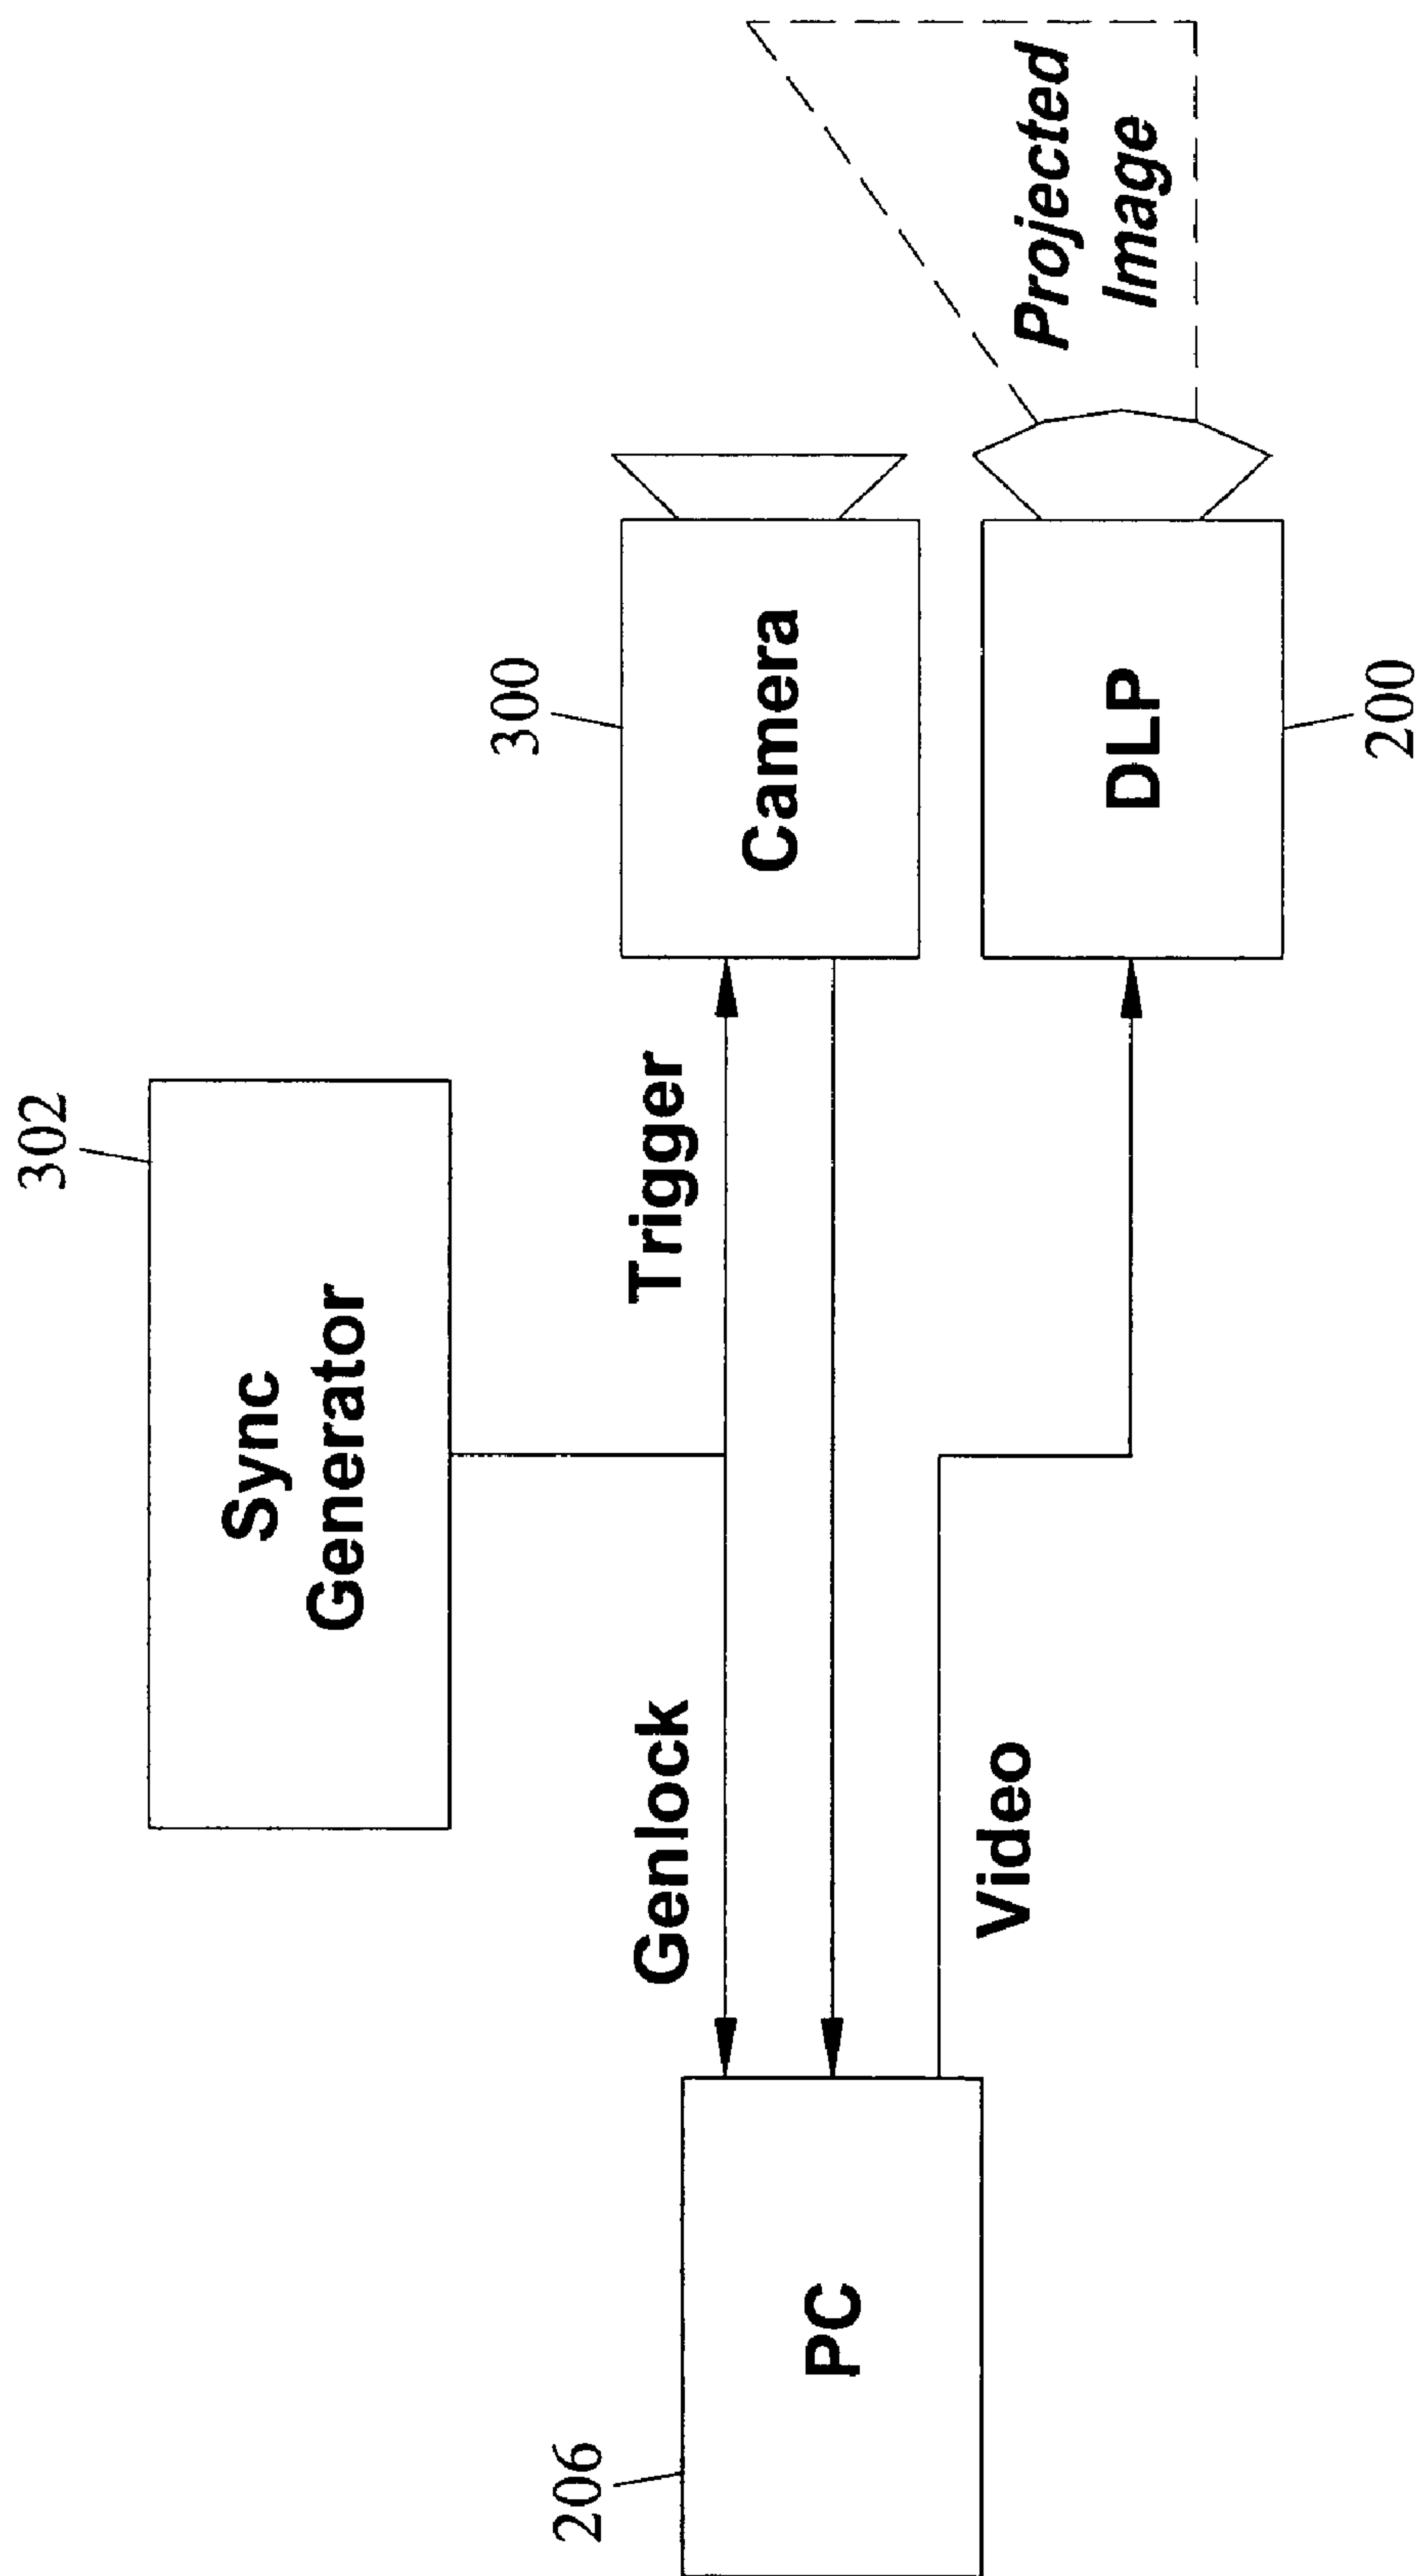 302
Sync
Generator
300
Genlock
Trigger
Camera
206
PC
Video
DLP
200
Projected
Image